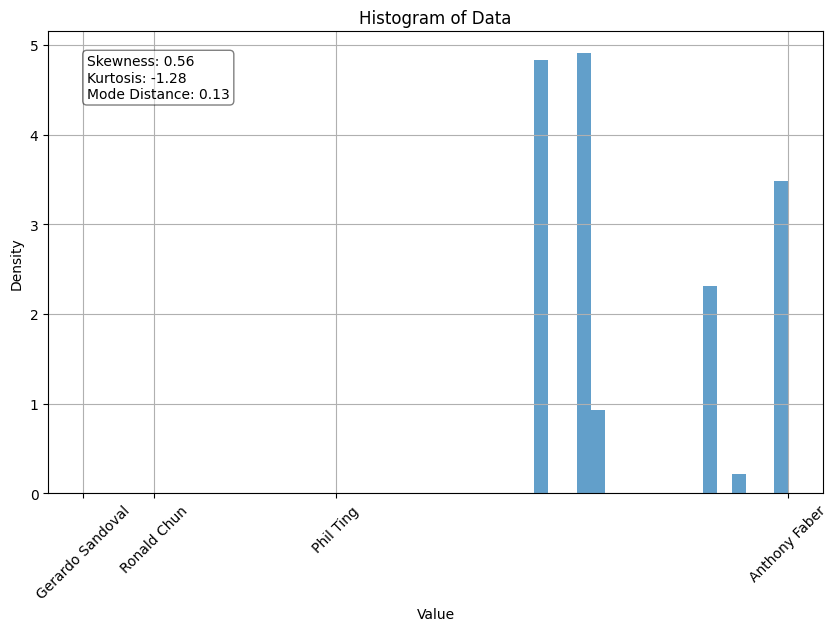 Histogram of Data
Skewness: 0.56
Kurtosis: -1.28
Mode Distance: 0.13
Density
5
4
3
2
1
0
Gerardo Sandoval
Ronald Chun
Phil Ting
Anthony Faber
Value